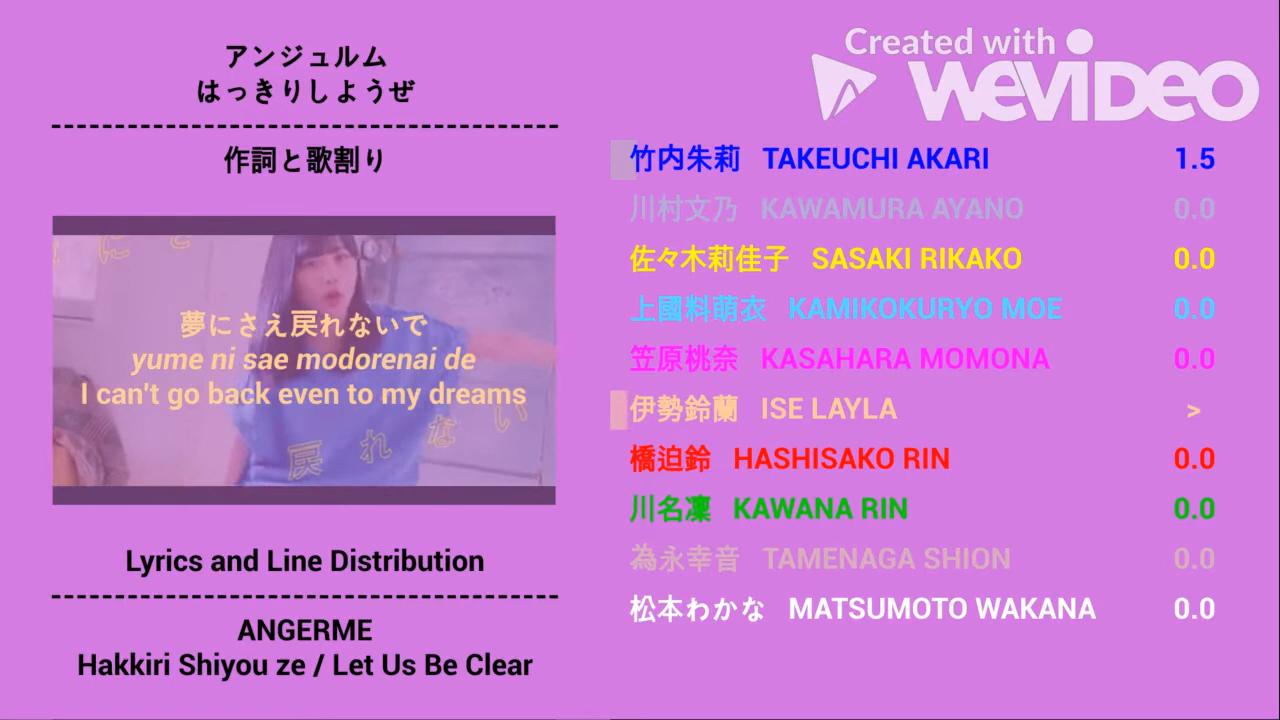 アンジュルム
はっきりしようぜ
作詞と歌割り
夢にさえ戻れないで
yume ni sae modorenai de
I can't go back even to my dreams
戻れない
Lyrics and Line Distribution
ANGERME
Hakkiri Shiyou ze / Let Us Be Clear
Created with
WEVIDEO
竹内朱莉 TAKEUCHI AKARI 1.5
川村文乃 KAWAMURA AYANO 0.0
佐々木莉佳子 SASAKI RIKAKO 0.0
上國料萌衣 KAMIKOKURYO MOE 0.0
笠原桃奈 KASAHARA MOMONA 0.0
伊勢鈴蘭 ISE LAYLA >
橋迫鈴 HASHISAKO RIN 0.0
川名凜 KAWANA RIN 0.0
為永幸音 TAMENAGA SHION 0.0
松本わかな MATSUMOTO WAKANA 0.0